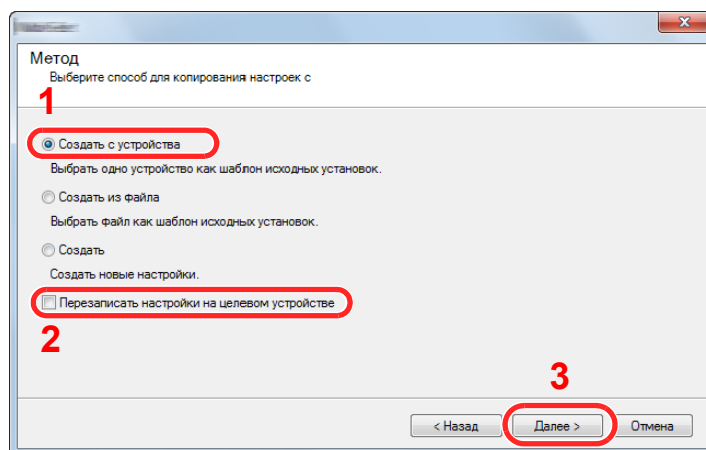 Метод
Выберите способ для копирования настроек с
1
Создать с устройства
Выбрать одно устройство как шаблон исходных установок.
Создать из файла
Выбрать файл как шаблон исходных установок.
Создать
Создать новые настройки.
Перезаписать настройки на целевом устройстве
2
3
< Назад
Далее >
Отмена